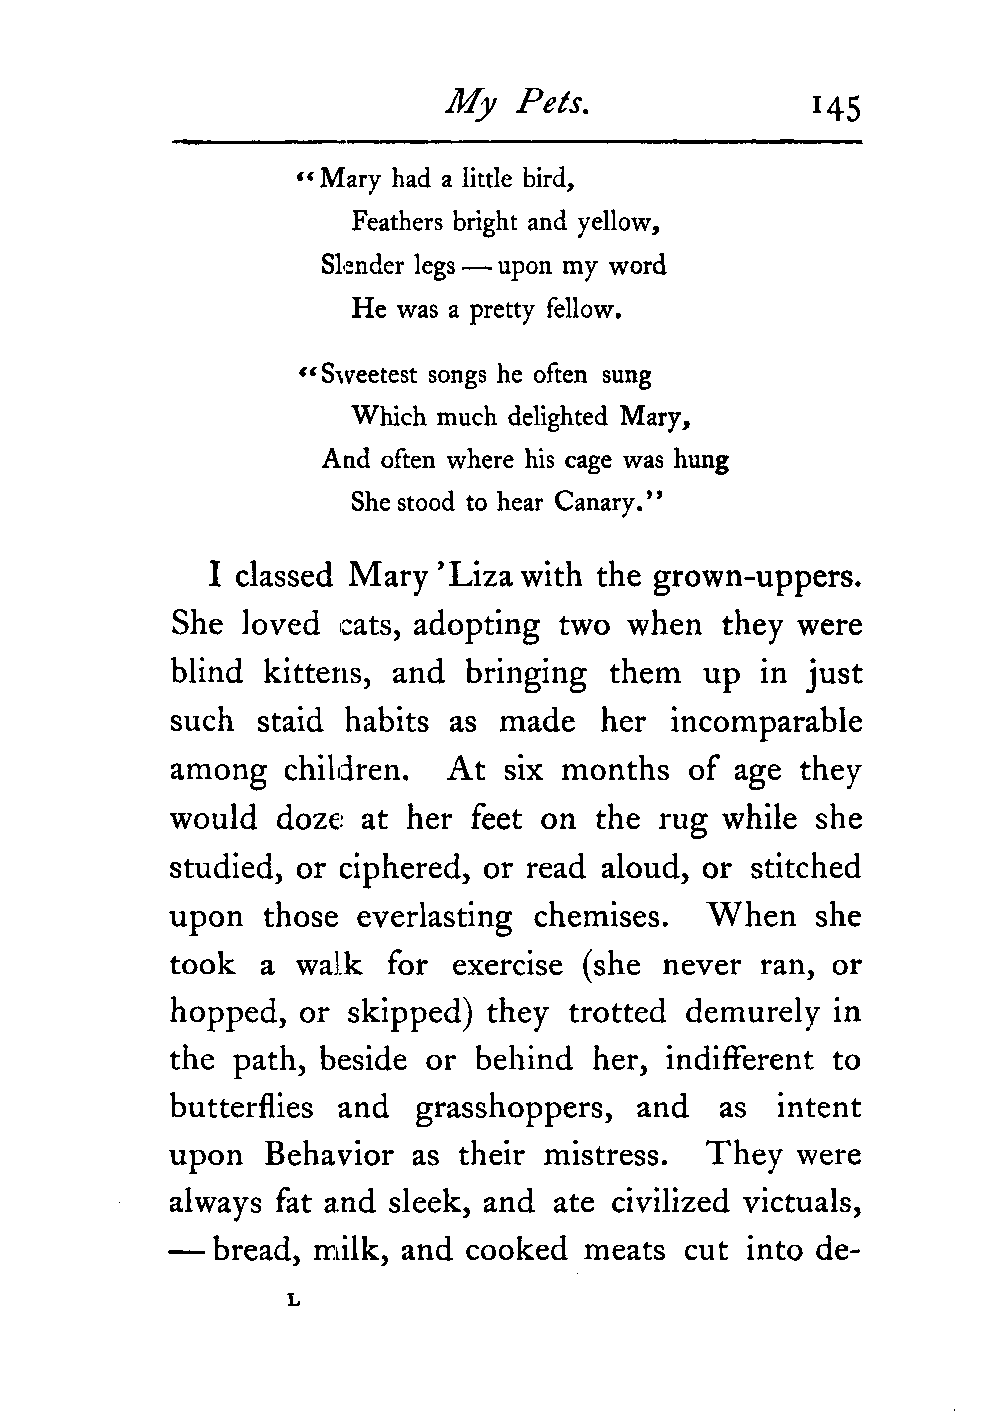 My Pets. 145
“Mary had a little bird,
Feathers bright and yellow,
Slender legs — upon my word
He was a pretty fellow.
“Sweetest songs he often sung
Which much delighted Mary,
And often where his cage was hung
She stood to hear Canary.”
I classed Mary ’Liza with the grown-uppers.
She loved cats, adopting two when they were
blind kittens, and bringing them up in just
such staid habits as made her incomparable
among children. At six months of age they
would doze at her feet on the rug while she
studied, or ciphered, or read aloud, or stitched
upon those everlasting chemises. When she
took a walk for exercise (she never ran, or
hopped, or skipped) they trotted demurely in
the path, beside or behind her, indifferent to
butterflies and grasshoppers, and as intent
upon Behavior as their mistress. They were
always fat and sleek, and ate civilized victuals,
— bread, milk, and cooked meats cut into de-
L